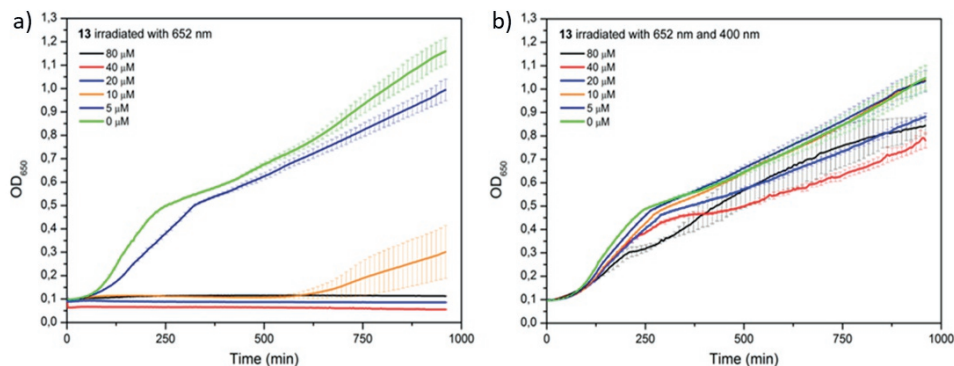 a)
13 irradiated with 652 nm
80 µM
40 µM
20 µM
10 µM
5 µM
0 µM
1,3
1,2
1,1
1,0
0,9
0,8
0,7
0,6
0,5
0,4
0,3
0,2
0,1
0,0
OD650
0 250 500 750 1000
Time (min)
b)
13 irradiated with 652 nm and 400 nm
80 µM
40 µM
20 µM
10 µM
5 µM
0 µM
1,3
1,2
1,1
1,0
0,9
0,8
0,7
0,6
0,5
0,4
0,3
0,2
0,1
0,0
OD650
0 250 500 750 1000
Time (min)